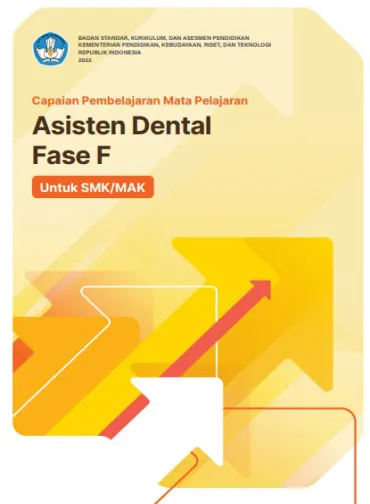 BADAN STANDAR, KURIKULUM, DAN ASESMEN PENDIDIKAN
KEMENTERIAN PENDIDIKAN, KEBUDAYAAN, RISET, DAN TEKNOLOGI
REPUBLIK INDONESIA
2022
Capaian Pembelajaran Mata Pelajaran
Asisten Dental
Fase F
Untuk SMK/MAK